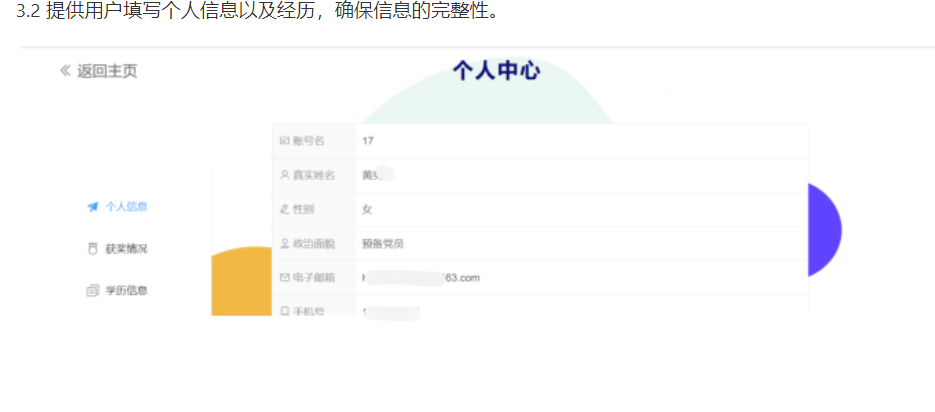 3.2 提供用户填写个人信息以及经历，确保信息的完整性。
返回主页
个人中心
账号名 17
真实姓名 黄
性别 女
个人信息
政治面貌 预备党员
获奖情况
电子邮箱 63.com
学历信息
手机号